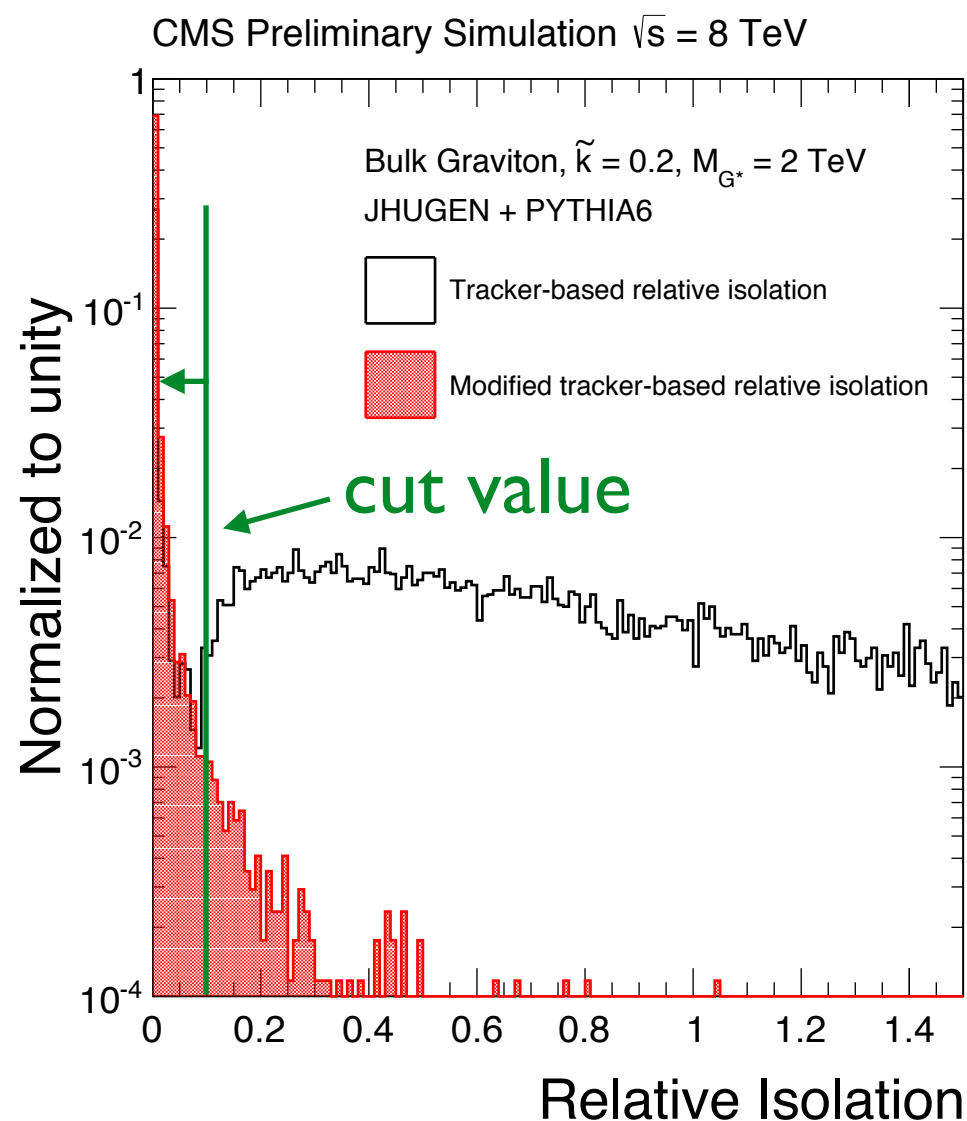 CMS Preliminary Simulation √s = 8 TeV
Normalized to unity
1
10⁻¹
10⁻²
10⁻³
10⁻⁴
Bulk Graviton, k̃ = 0.2, M_G* = 2 TeV
JHUGEN + PYTHIA6
Tracker-based relative isolation
Modified tracker-based relative isolation
cut value
0 0.2 0.4 0.6 0.8 1 1.2 1.4
Relative Isolation